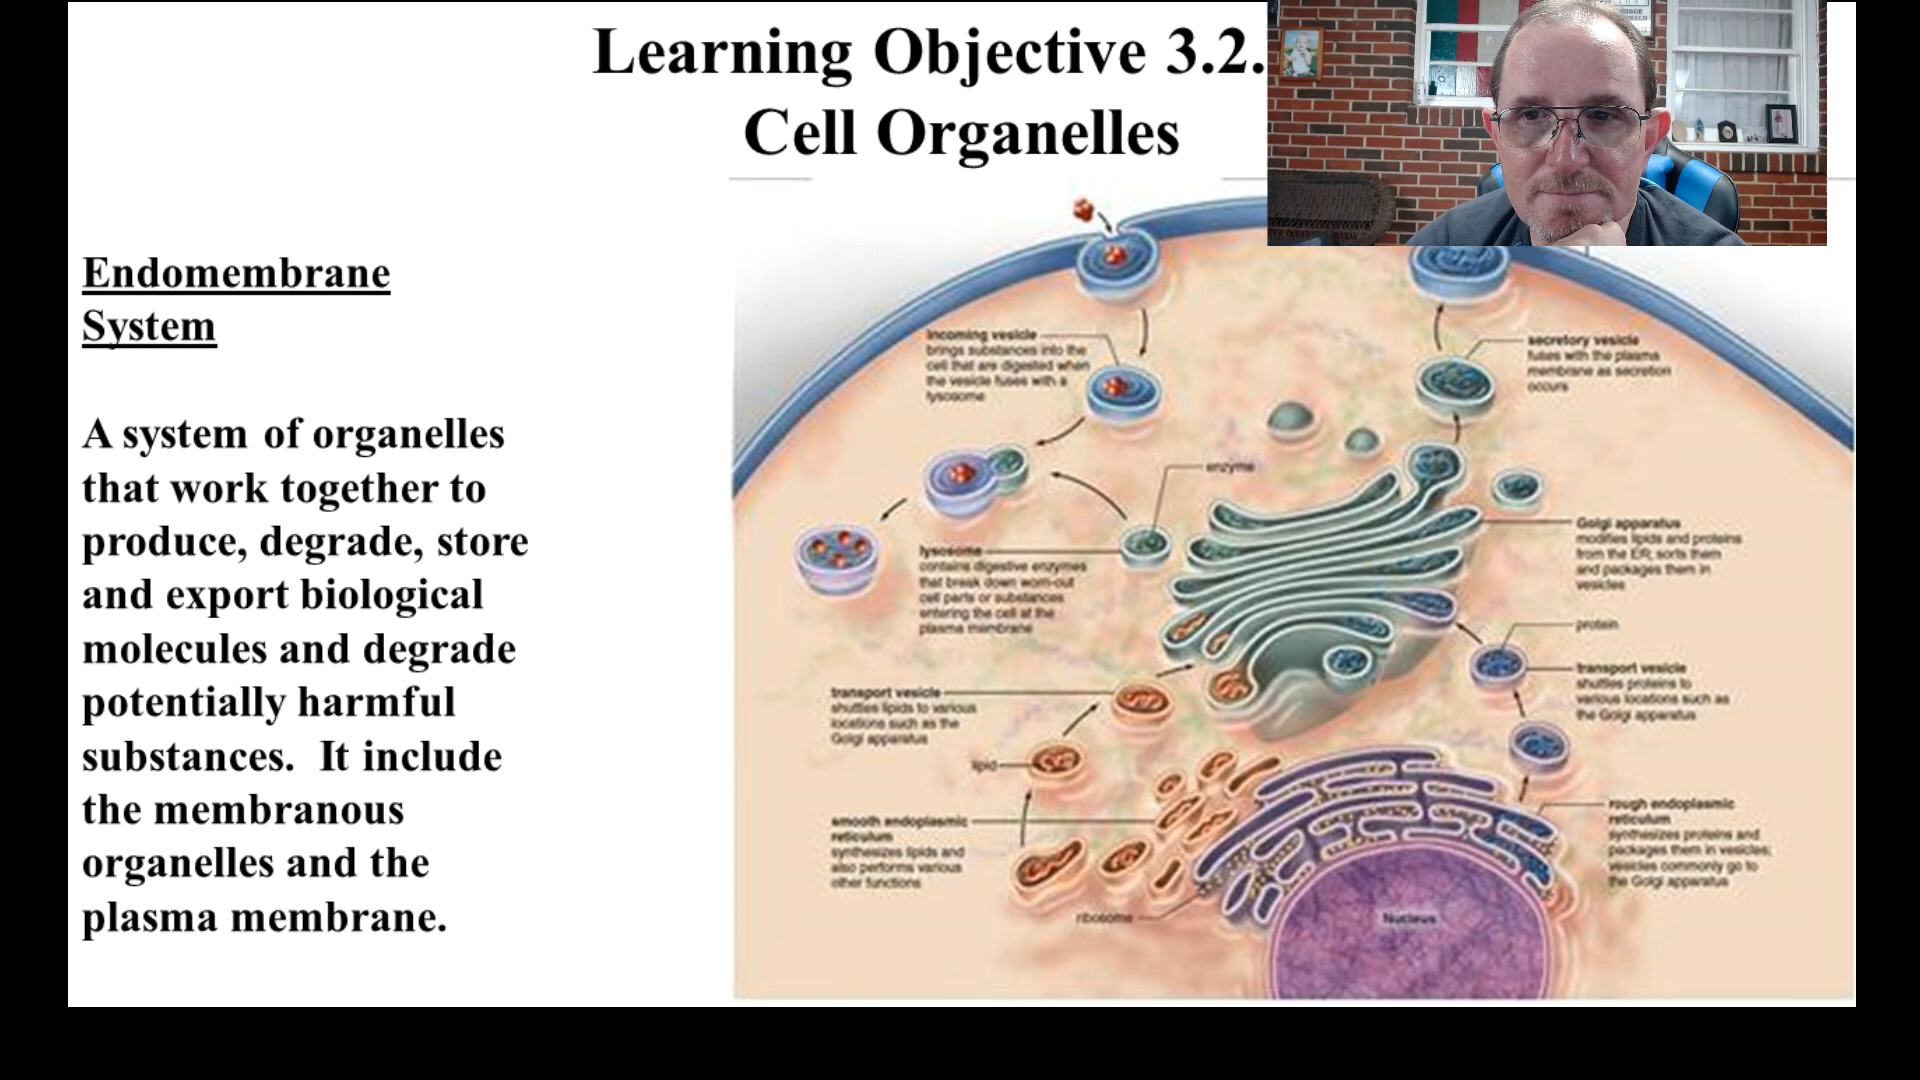 Learning Objective 3.2.
Cell Organelles
Endomembrane
System
A system of organelles
that work together to
produce, degrade, store
and export biological
molecules and degrade
potentially harmful
substances. It include
the membranous
organelles and the
plasma membrane.
incoming vesicle
brings substances into the
cell that are digested when
the vesicle fuses with a
lysosome
secretory vesicle
fuses with the plasma
membrane as secretion
occurs
enzyme
Golgi apparatus
modifies lipids and proteins
from the ER; sorts them
and packages them in
vesicles
lysosome
contains digestive enzymes
that break down worn-out
cell parts or substances
entering the cell at the
plasma membrane
protein
transport vesicle
shuttles proteins to
various locations such as
the Golgi apparatus
transport vesicle
shuttles lipids to various
locations such as the
Golgi apparatus
lipid
smooth endoplasmic
reticulum
synthesizes lipids and
also performs various
other functions
rough endoplasmic
reticulum
synthesizes proteins and
packages them in vesicles;
vesicles commonly go to
the Golgi apparatus
ribosome
Nucleus